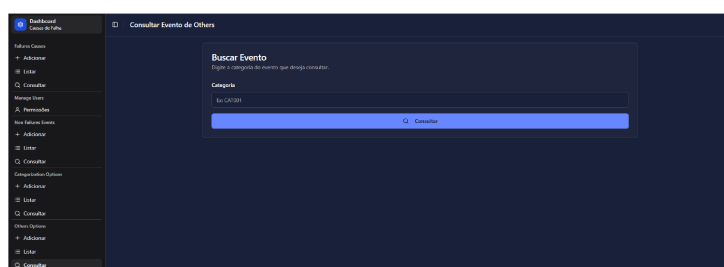 Dashboard
Causas de Falha
Consultar Evento de Others
Failures Causes
Adicionar
Listar
Consultar
Manage Users
Permissões
Non Failures Events
Adicionar
Listar
Consultar
Categorization Options
Adicionar
Listar
Consultar
Others Options
Adicionar
Listar
Consultar
Buscar Evento
Digite a categoria do evento que deseja consultar.
Categoria
Ex: CAT001
Consultar